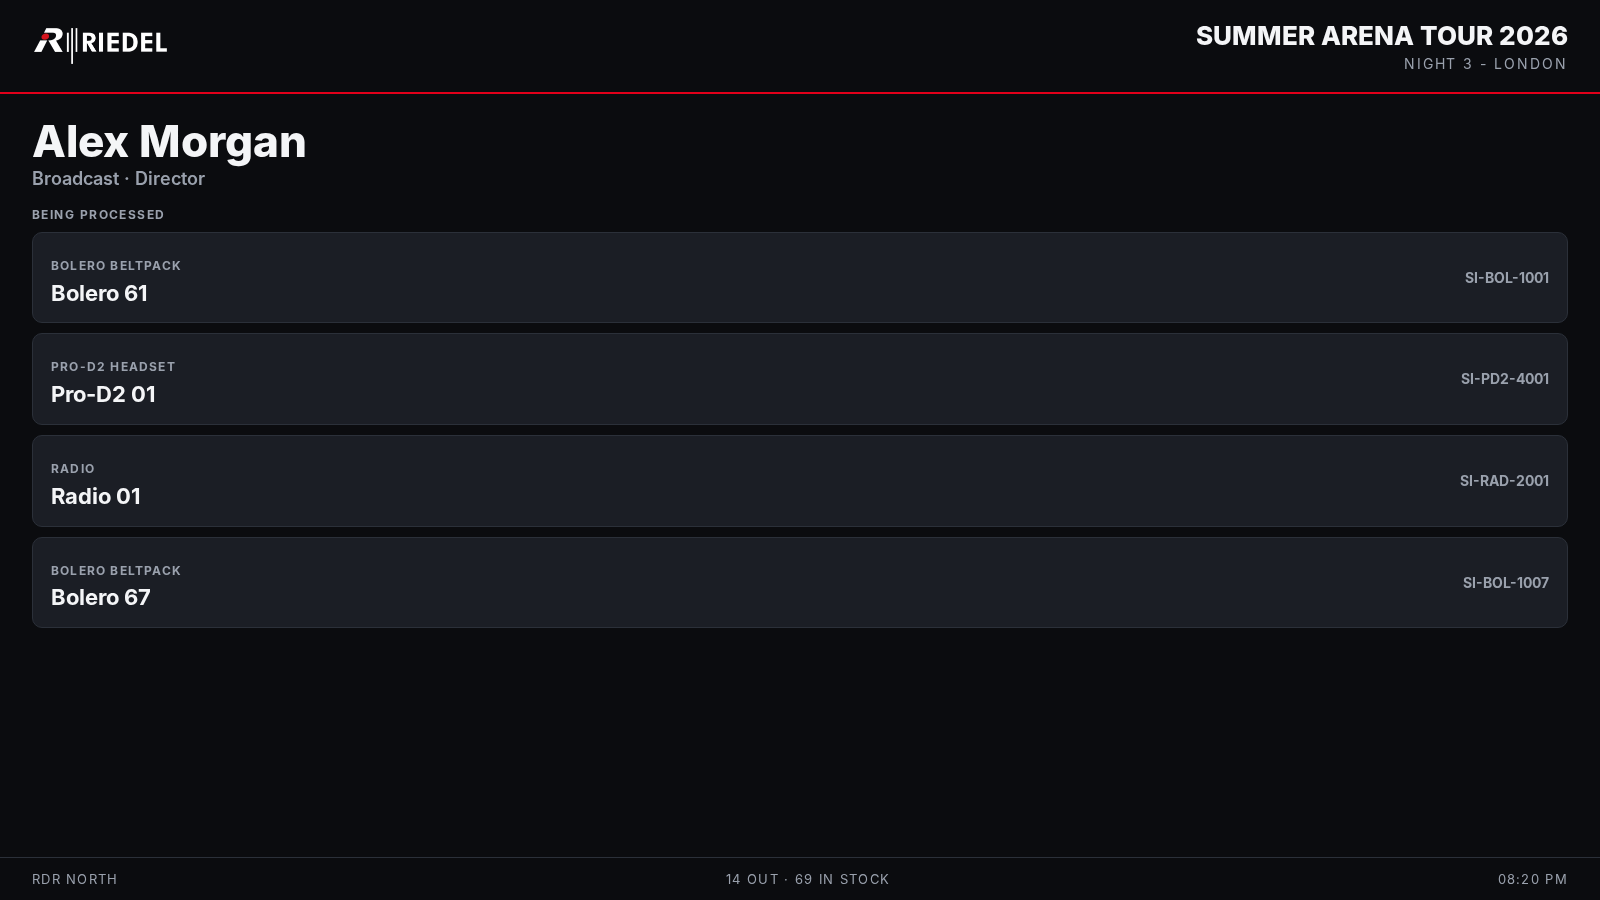 RIEDEL
SUMMER ARENA TOUR 2026
NIGHT 3 - LONDON
Alex Morgan
Broadcast · Director
BEING PROCESSED
BOLERO BELTPACK
Bolero 61
SI-BOL-1001
PRO-D2 HEADSET
Pro-D2 01
SI-PD2-4001
RADIO
Radio 01
SI-RAD-2001
BOLERO BELTPACK
Bolero 67
SI-BOL-1007
RDR NORTH
14 OUT · 69 IN STOCK
08:20 PM